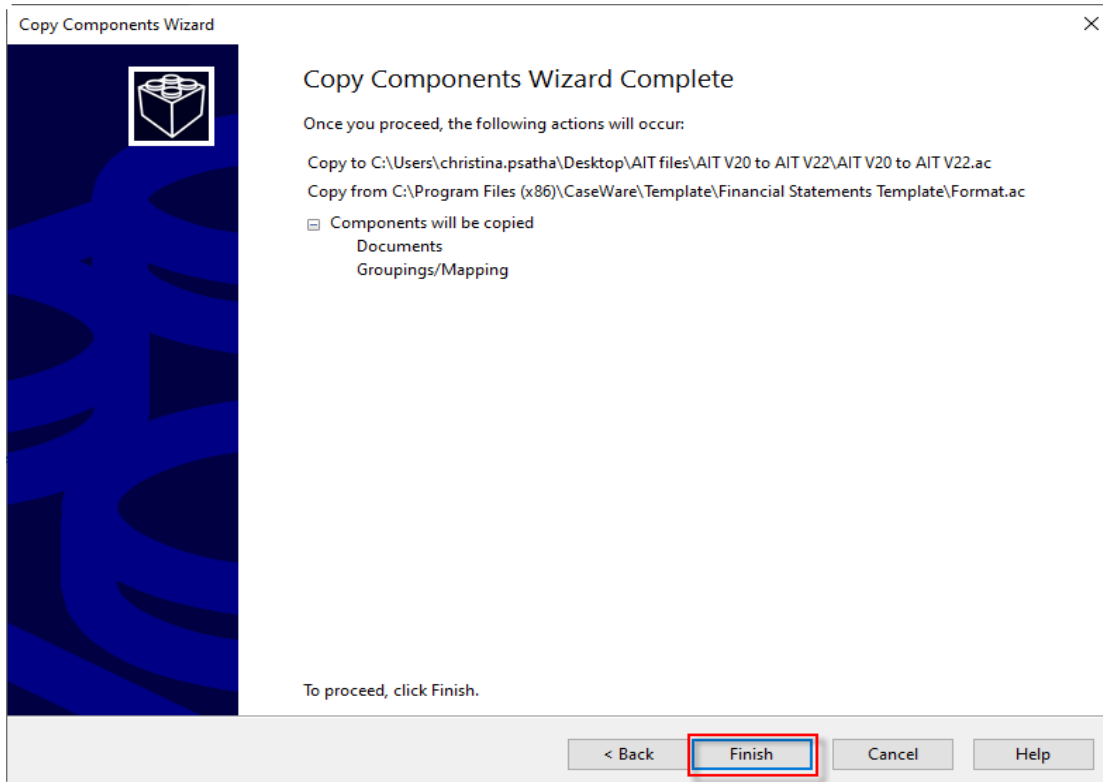 Copy Components Wizard
Copy Components Wizard Complete
Once you proceed, the following actions will occur:
Copy to C:\Users\christina.psatha\Desktop\AIT files\AIT V20 to AIT V22\AIT V20 to AIT V22.ac
Copy from C:\Program Files (x86)\CaseWare\Template\Financial Statements Template\Format.ac
Components will be copied
Documents
Groupings/Mapping
To proceed, click Finish.
< Back Finish Cancel Help